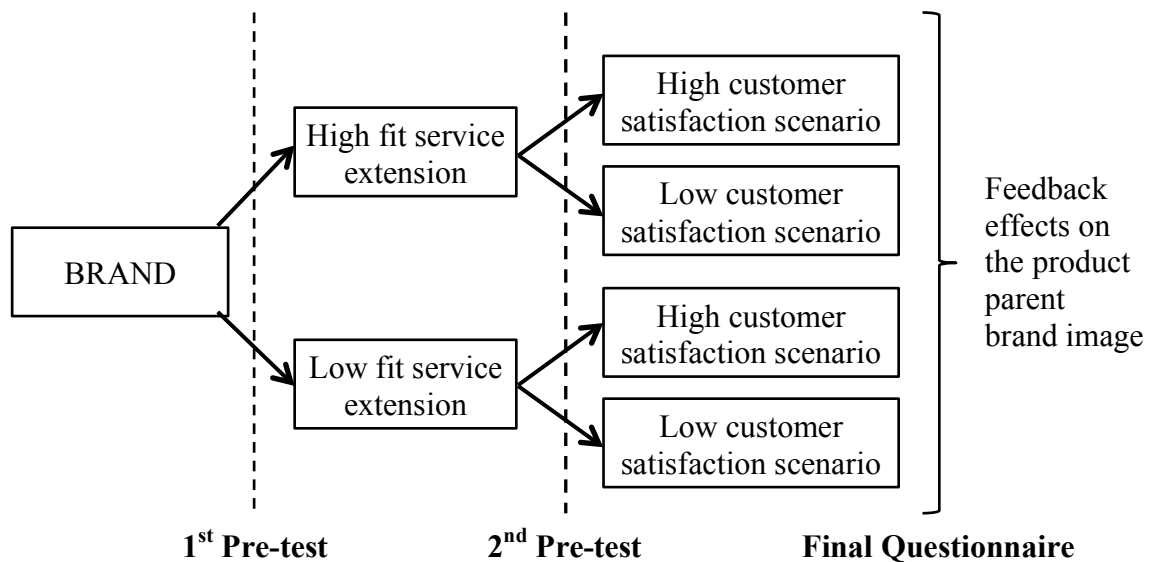 BRAND
High fit service
extension
Low fit service
extension
High customer
satisfaction scenario
Low customer
satisfaction scenario
High customer
satisfaction scenario
Low customer
satisfaction scenario
Feedback
effects on
the product
parent
brand image
1st Pre-test
2nd Pre-test
Final Questionnaire